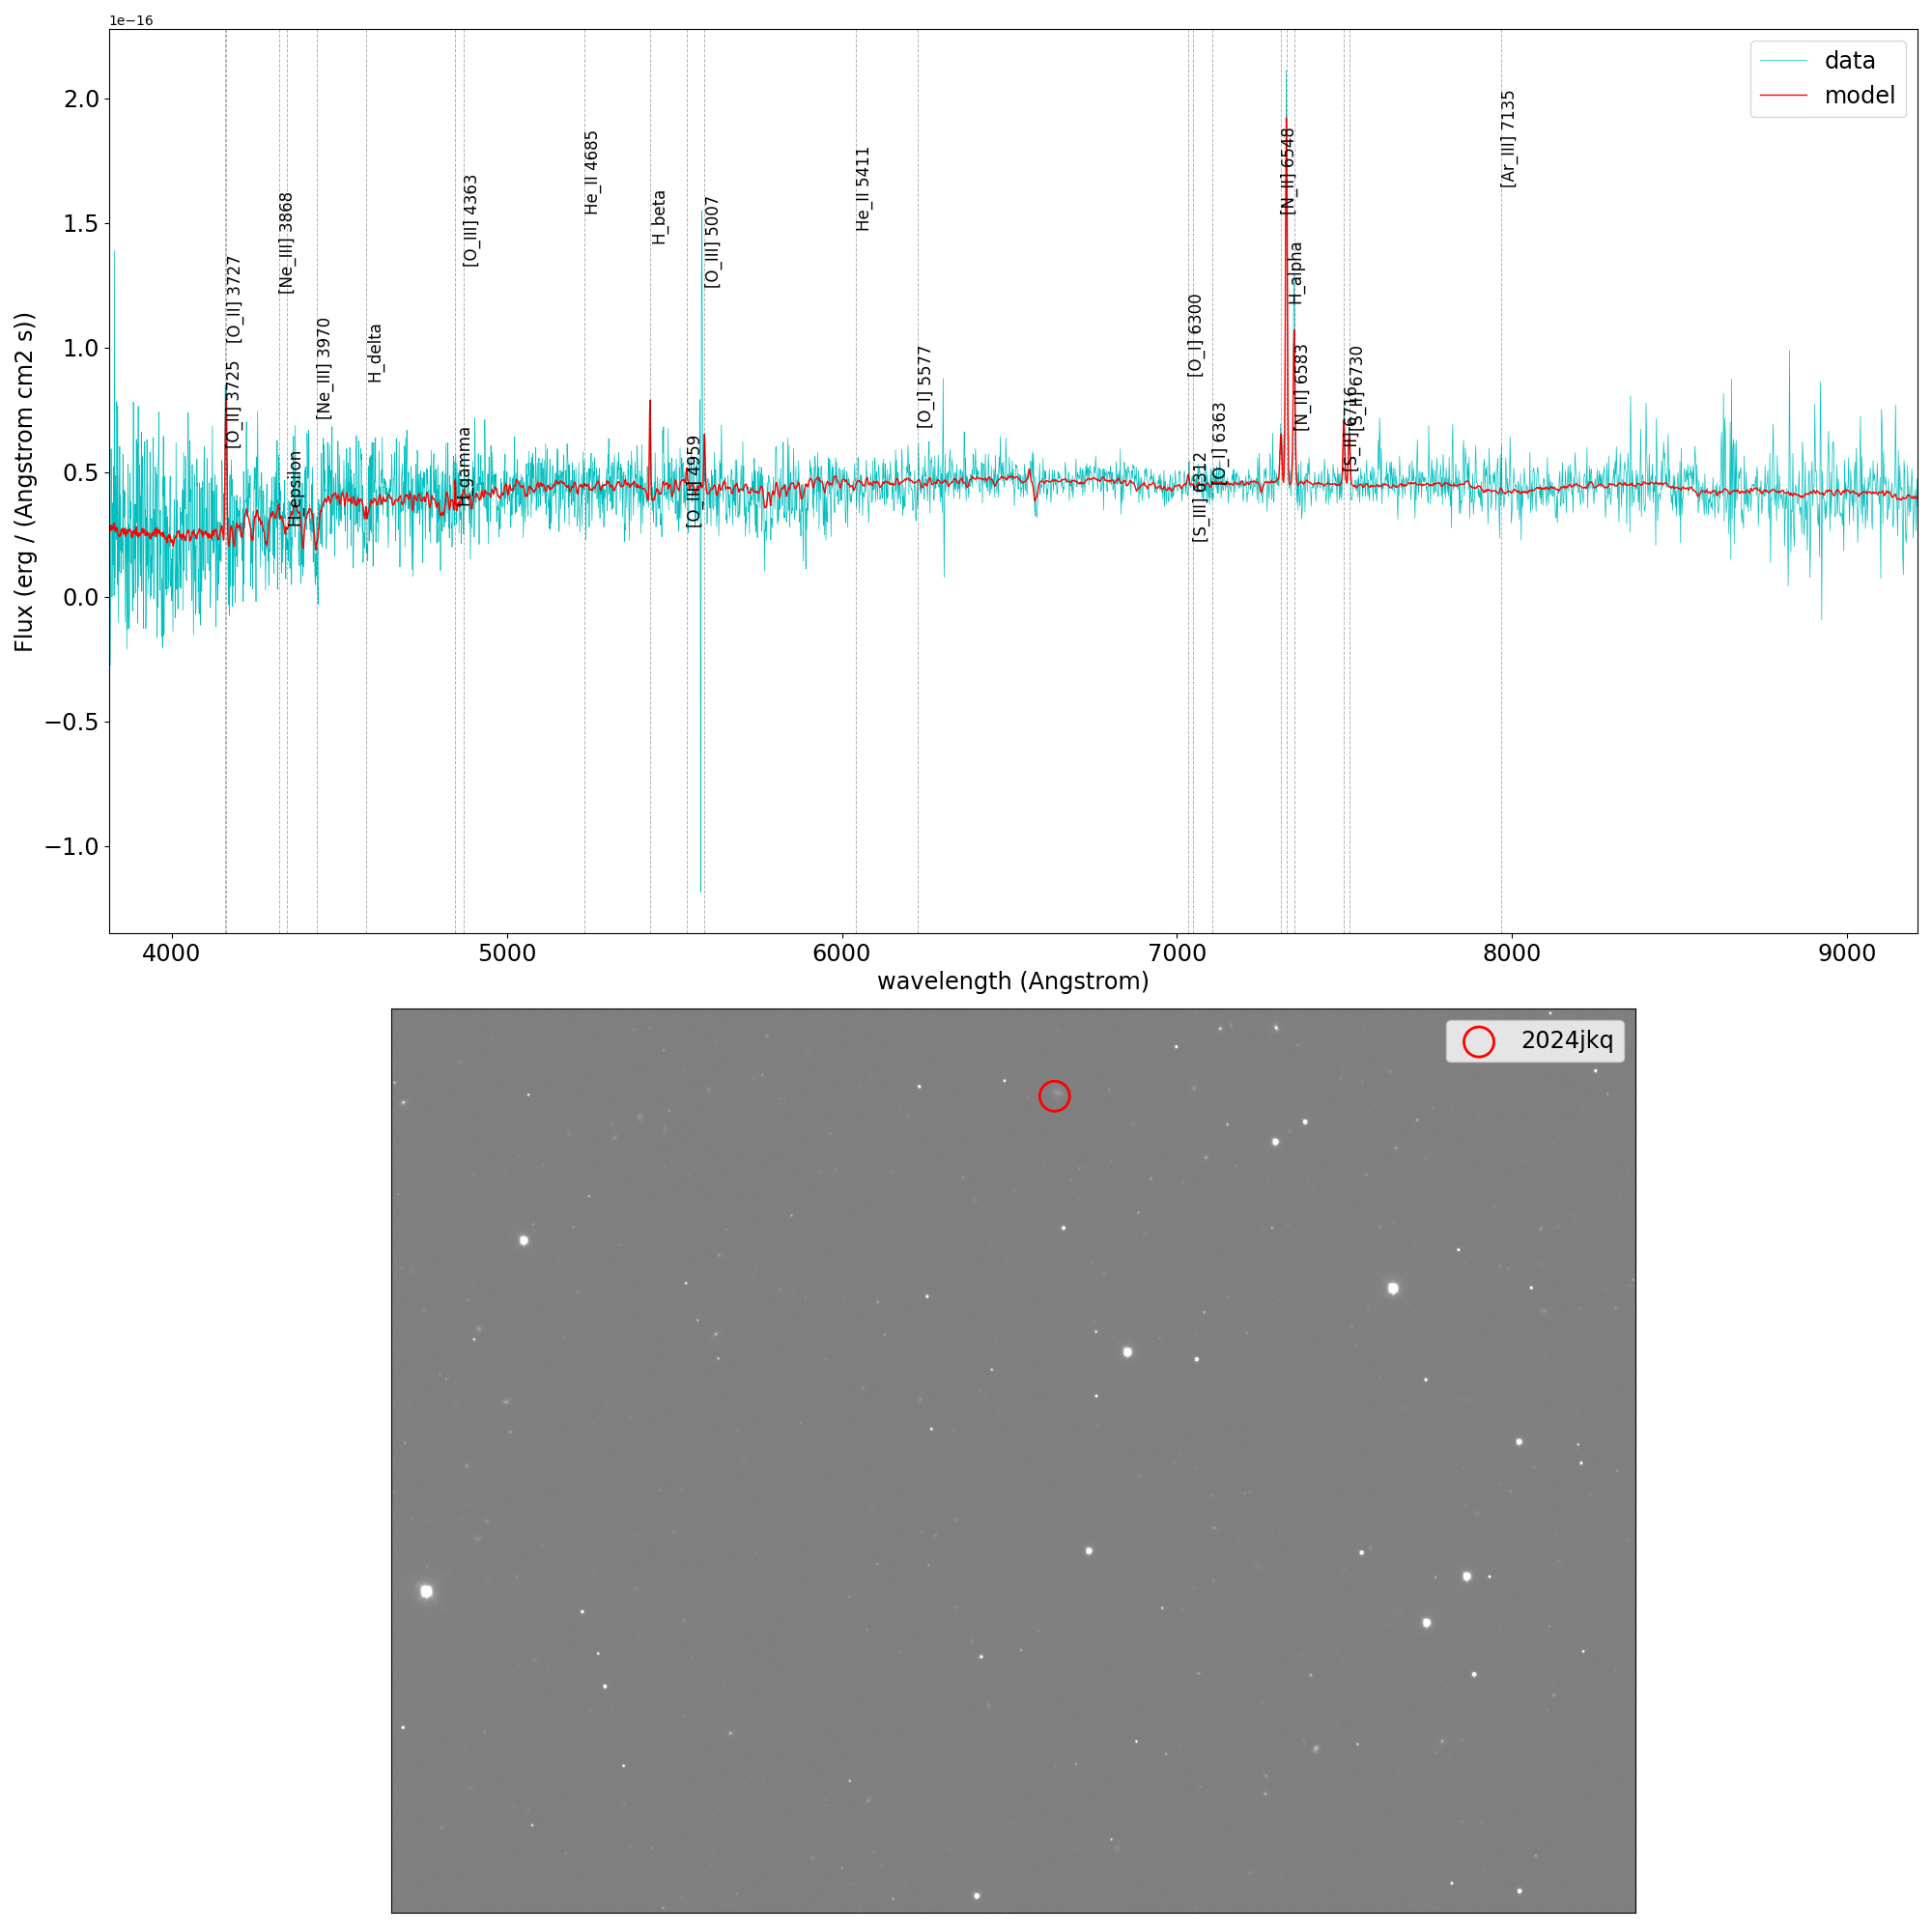 1e−16
data
model
2.0
1.5
1.0
0.5
0.0
−0.5
−1.0
Flux (erg / (Angstrom cm2 s))
[O_II] 3725
[O_II] 3727
[Ne_III] 3868
H_epsilon
[Ne_III] 3970
H_delta
H_gamma
[O_III] 4363
He_II 4685
H_beta
[O_III] 4959
[O_III] 5007
He_II 5411
[O_I] 5577
[O_I] 6300
[S_III] 6312
[O_I] 6363
[N_II] 6548
H_alpha
[N_II] 6583
[S_II] 6716
[S_II] 6730
[Ar_III] 7135
4000
5000
6000
7000
8000
9000
wavelength (Angstrom)
2024jkq